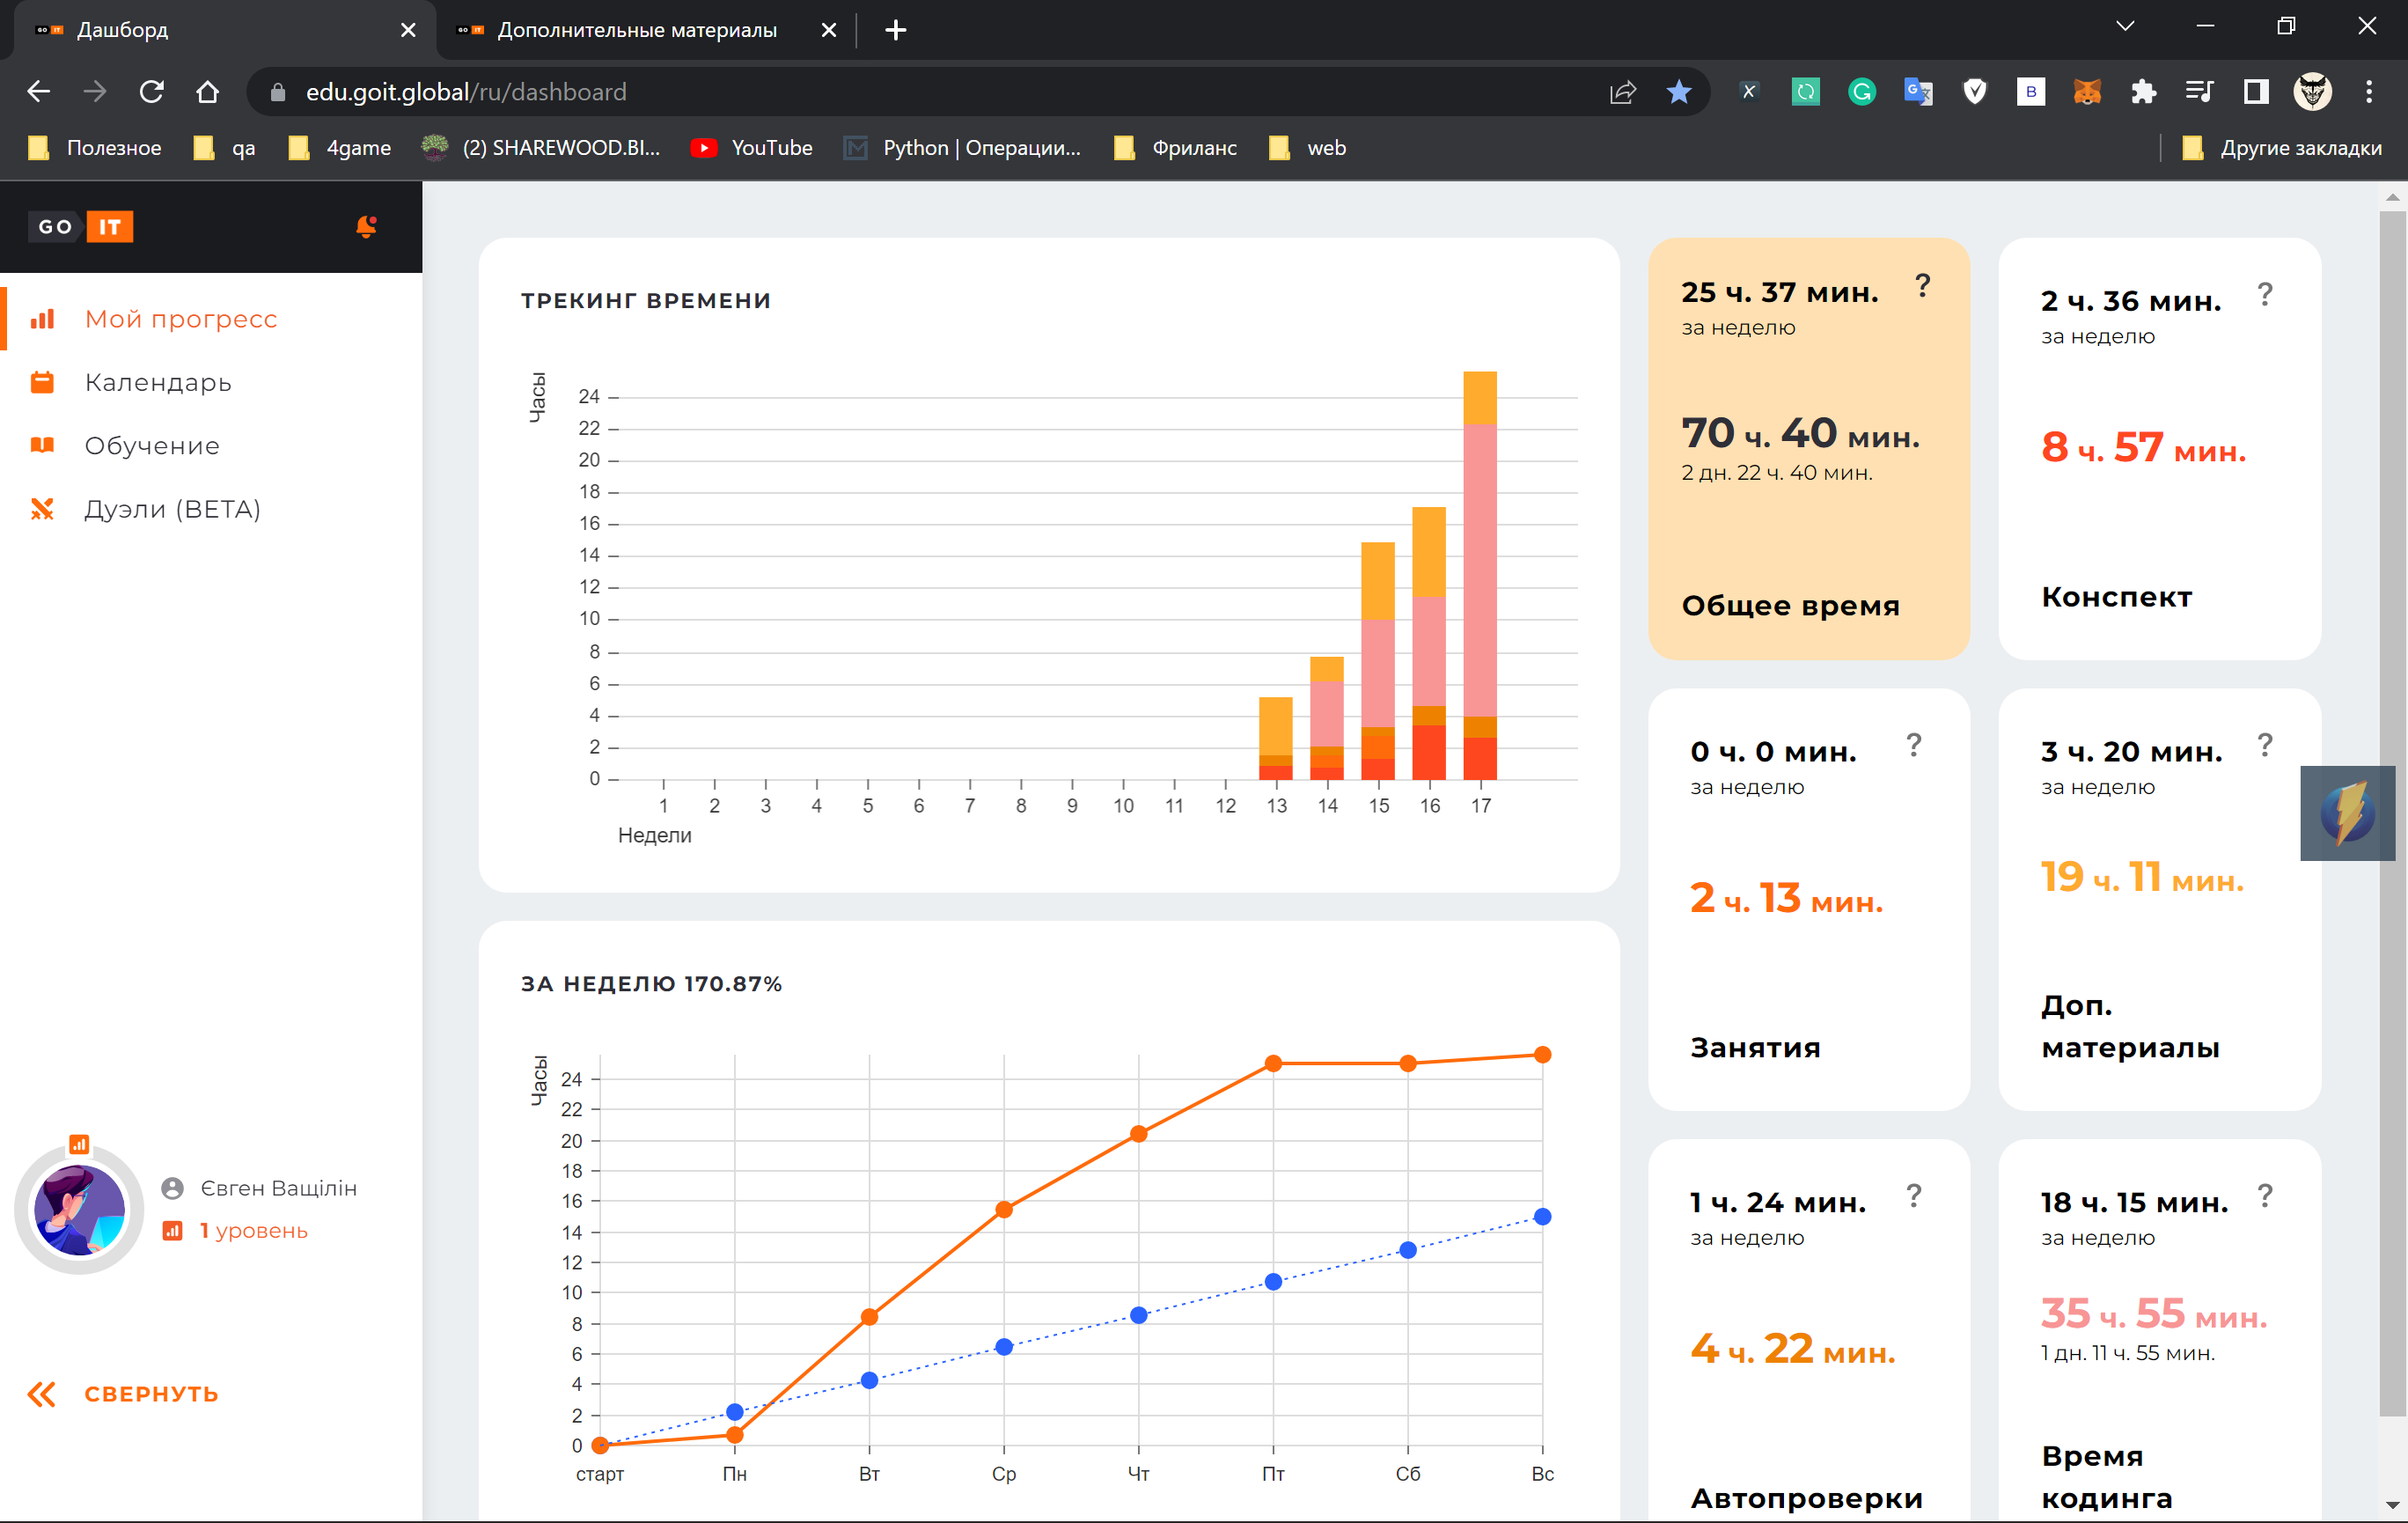 Дашборд
Дополнительные материалы
edu.goit.global/ru/dashboard
Полезное
qa
4game
(2) SHAREWOOD.BI...
YouTube
Python | Операции...
Фриланс
web
Другие закладки
GO IT
Мой прогресс
Календарь
Обучение
Дуэли (BETA)
Євген Ващілін
1 уровень
СВЕРНУТЬ
ТРЕКИНГ ВРЕМЕНИ
Часы
24
22
20
18
16
14
12
10
8
6
4
2
0
1 2 3 4 5 6 7 8 9 10 11 12 13 14 15 16 17
Недели
ЗА НЕДЕЛЮ 170.87%
Часы
24
22
20
18
16
14
12
10
8
6
4
2
0
старт Пн Вт Ср Чт Пт Сб Вс
25 ч. 37 мин. ?
за неделю
70 ч. 40 мин.
2 дн. 22 ч. 40 мин.
Общее время
2 ч. 36 мин. ?
за неделю
8 ч. 57 мин.
Конспект
0 ч. 0 мин. ?
за неделю
2 ч. 13 мин.
Занятия
3 ч. 20 мин. ?
за неделю
19 ч. 11 мин.
Доп.
материалы
1 ч. 24 мин. ?
за неделю
4 ч. 22 мин.
Автопроверки
18 ч. 15 мин. ?
за неделю
35 ч. 55 мин.
1 дн. 11 ч. 55 мин.
Время
кодинга